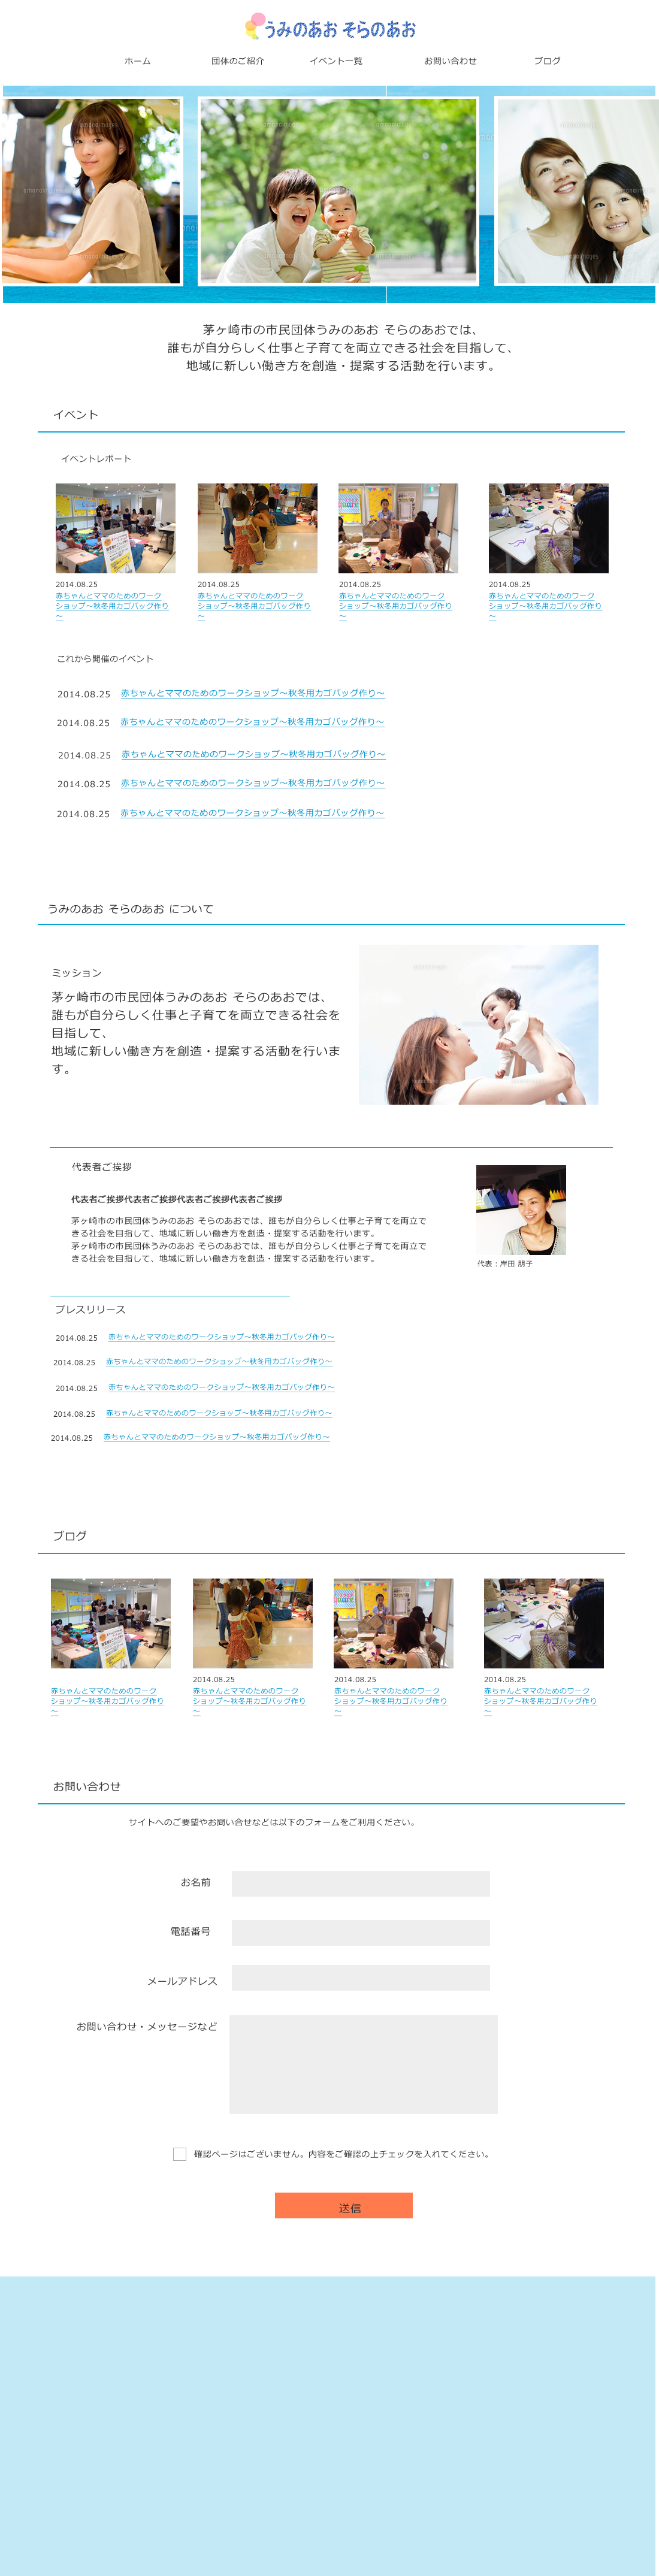 うみのあお そらのあお
ホーム
団体のご紹介
イベント一覧
お問い合わせ
ブログ
茅ヶ崎市の市民団体うみのあお そらのあおでは、
誰もが自分らしく仕事と子育てを両立できる社会を目指して、
地域に新しい働き方を創造・提案する活動を行います。
イベント
イベントレポート
2014.08.25
赤ちゃんとママのためのワーク
ショップ〜秋冬用カゴバッグ作り
〜
2014.08.25
赤ちゃんとママのためのワーク
ショップ〜秋冬用カゴバッグ作り
〜
2014.08.25
赤ちゃんとママのためのワーク
ショップ〜秋冬用カゴバッグ作り
〜
2014.08.25
赤ちゃんとママのためのワーク
ショップ〜秋冬用カゴバッグ作り
〜
これから開催のイベント
2014.08.25 赤ちゃんとママのためのワークショップ〜秋冬用カゴバッグ作り〜
2014.08.25 赤ちゃんとママのためのワークショップ〜秋冬用カゴバッグ作り〜
2014.08.25 赤ちゃんとママのためのワークショップ〜秋冬用カゴバッグ作り〜
2014.08.25 赤ちゃんとママのためのワークショップ〜秋冬用カゴバッグ作り〜
2014.08.25 赤ちゃんとママのためのワークショップ〜秋冬用カゴバッグ作り〜
うみのあお そらのあお について
ミッション
茅ヶ崎市の市民団体うみのあお そらのあおでは、
誰もが自分らしく仕事と子育てを両立できる社会を
目指して、
地域に新しい働き方を創造・提案する活動を行いま
す。
代表者ご挨拶
代表者ご挨拶代表者ご挨拶代表者ご挨拶代表者ご挨拶
茅ヶ崎市の市民団体うみのあお そらのあおでは、誰もが自分らしく仕事と子育てを両立で
きる社会を目指して、地域に新しい働き方を創造・提案する活動を行います。
茅ヶ崎市の市民団体うみのあお そらのあおでは、誰もが自分らしく仕事と子育てを両立で
きる社会を目指して、地域に新しい働き方を創造・提案する活動を行います。
代表：岸田 朋子
プレスリリース
2014.08.25 赤ちゃんとママのためのワークショップ〜秋冬用カゴバッグ作り〜
2014.08.25 赤ちゃんとママのためのワークショップ〜秋冬用カゴバッグ作り〜
2014.08.25 赤ちゃんとママのためのワークショップ〜秋冬用カゴバッグ作り〜
2014.08.25 赤ちゃんとママのためのワークショップ〜秋冬用カゴバッグ作り〜
2014.08.25 赤ちゃんとママのためのワークショップ〜秋冬用カゴバッグ作り〜
ブログ
赤ちゃんとママのためのワーク
ショップ〜秋冬用カゴバッグ作り
〜
2014.08.25
赤ちゃんとママのためのワーク
ショップ〜秋冬用カゴバッグ作り
〜
2014.08.25
赤ちゃんとママのためのワーク
ショップ〜秋冬用カゴバッグ作り
〜
2014.08.25
赤ちゃんとママのためのワーク
ショップ〜秋冬用カゴバッグ作り
〜
お問い合わせ
サイトへのご要望やお問い合せなどは以下のフォームをご利用ください。
お名前
電話番号
メールアドレス
お問い合わせ・メッセージなど
確認ページはございません。内容をご確認の上チェックを入れてください。
送信